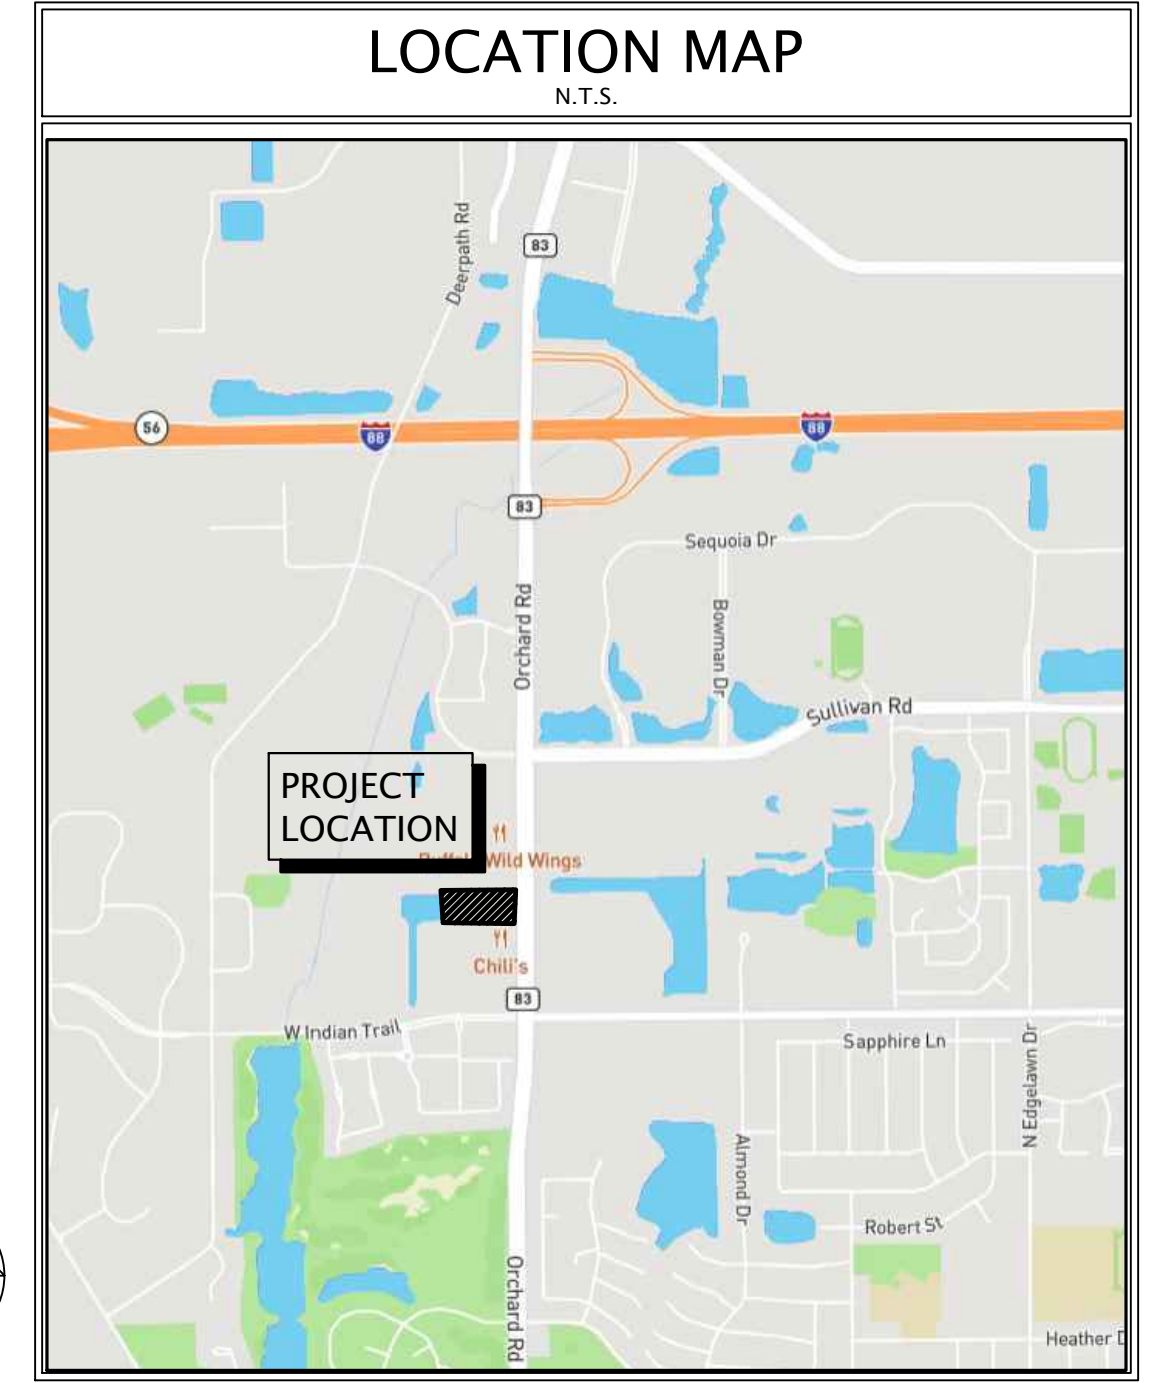 LOCATION MAP
N.T.S.
Deerpath Rd
83
56
88
88
83
Sequoia Dr
Orchard Rd
Bowman Dr
Sullivan Rd
PROJECT
LOCATION
Wild Wings
Chili's
83
W Indian Trail
Sapphire Ln
N Edgelawn Dr
Almond Dr
Robert St
Orchard Rd
Heather D